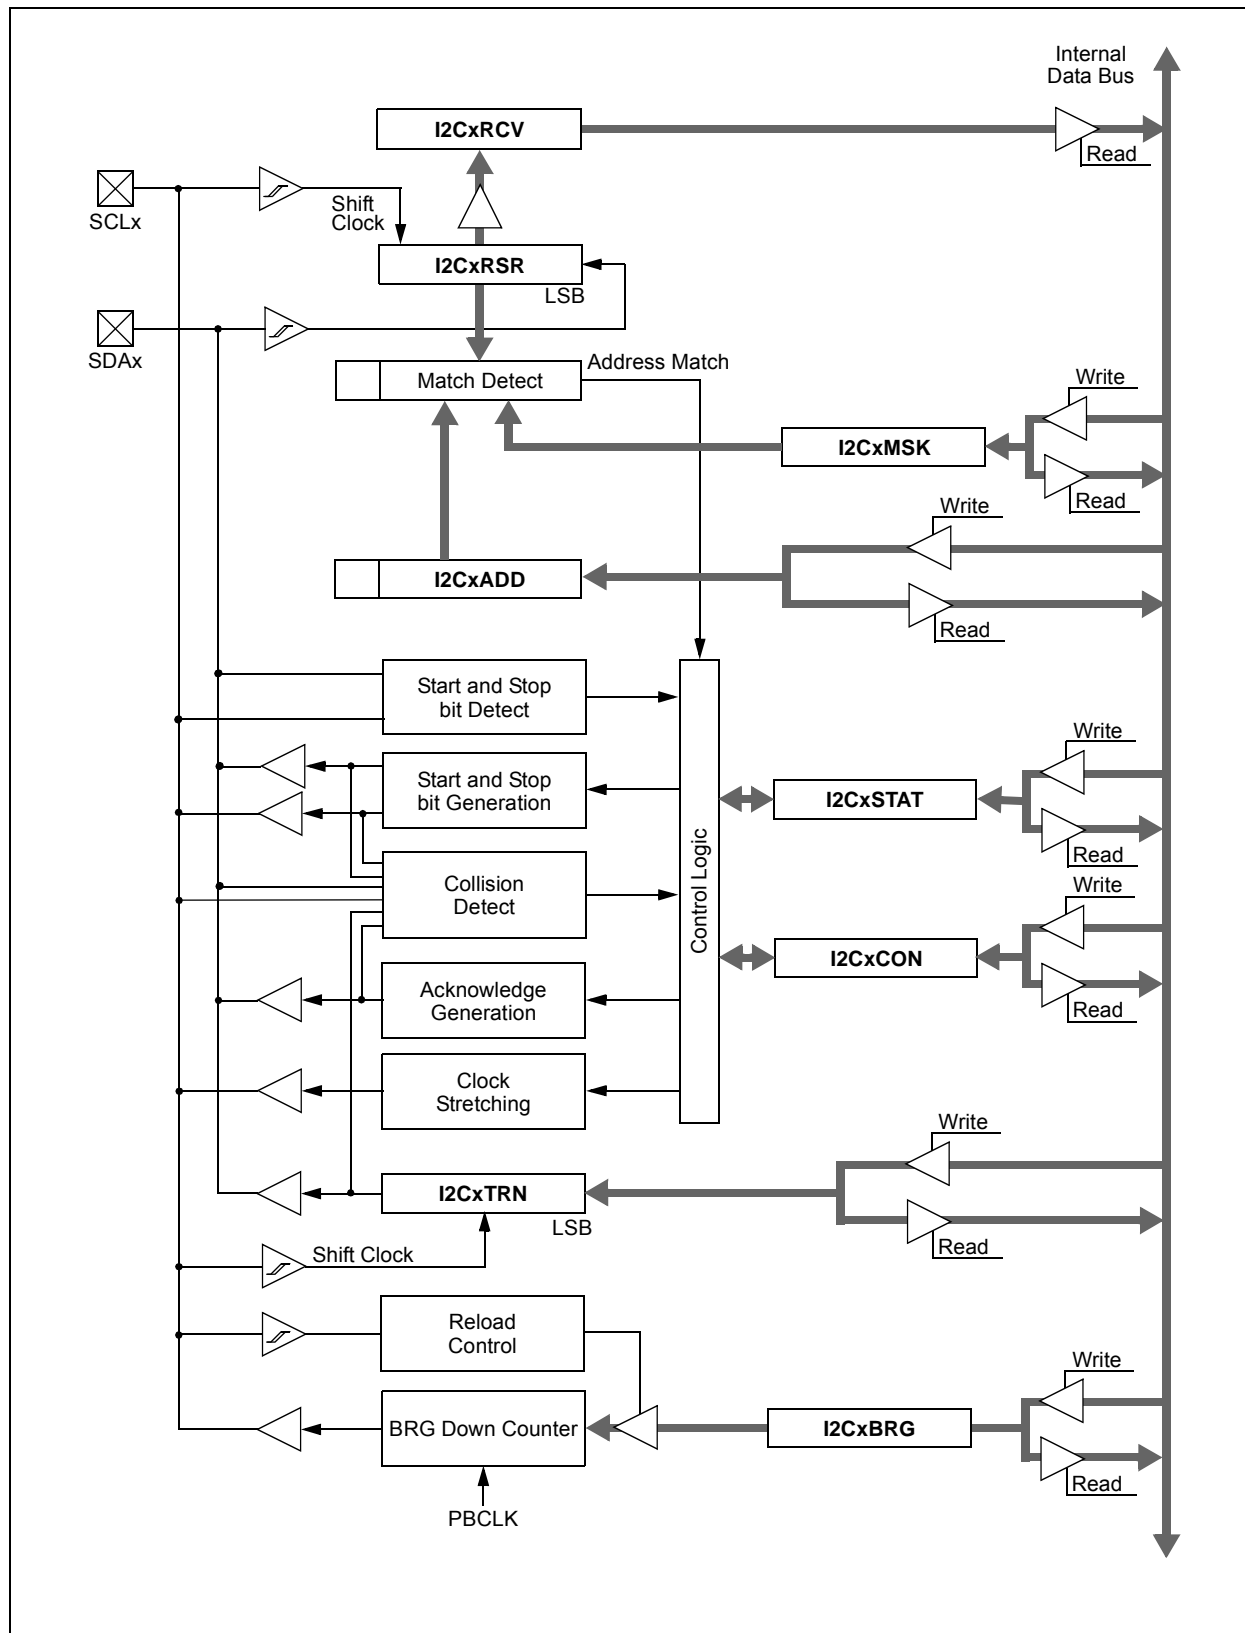 Internal
Data Bus
I2CxRCV
Read
SCLx
Shift
Clock
I2CxRSR
LSB
SDAx
Address Match
Match Detect
Write
I2CxMSK
Read
Write
I2CxADD
Read
Start and Stop
bit Detect
Write
Start and Stop
bit Generation
I2CxSTAT
Read
Control Logic
Collision
Detect
Write
I2CxCON
Acknowledge
Generation
Read
Clock
Stretching
Write
I2CxTRN
LSB
Read
Shift Clock
Reload
Control
Write
BRG Down Counter
I2CxBRG
Read
PBCLK